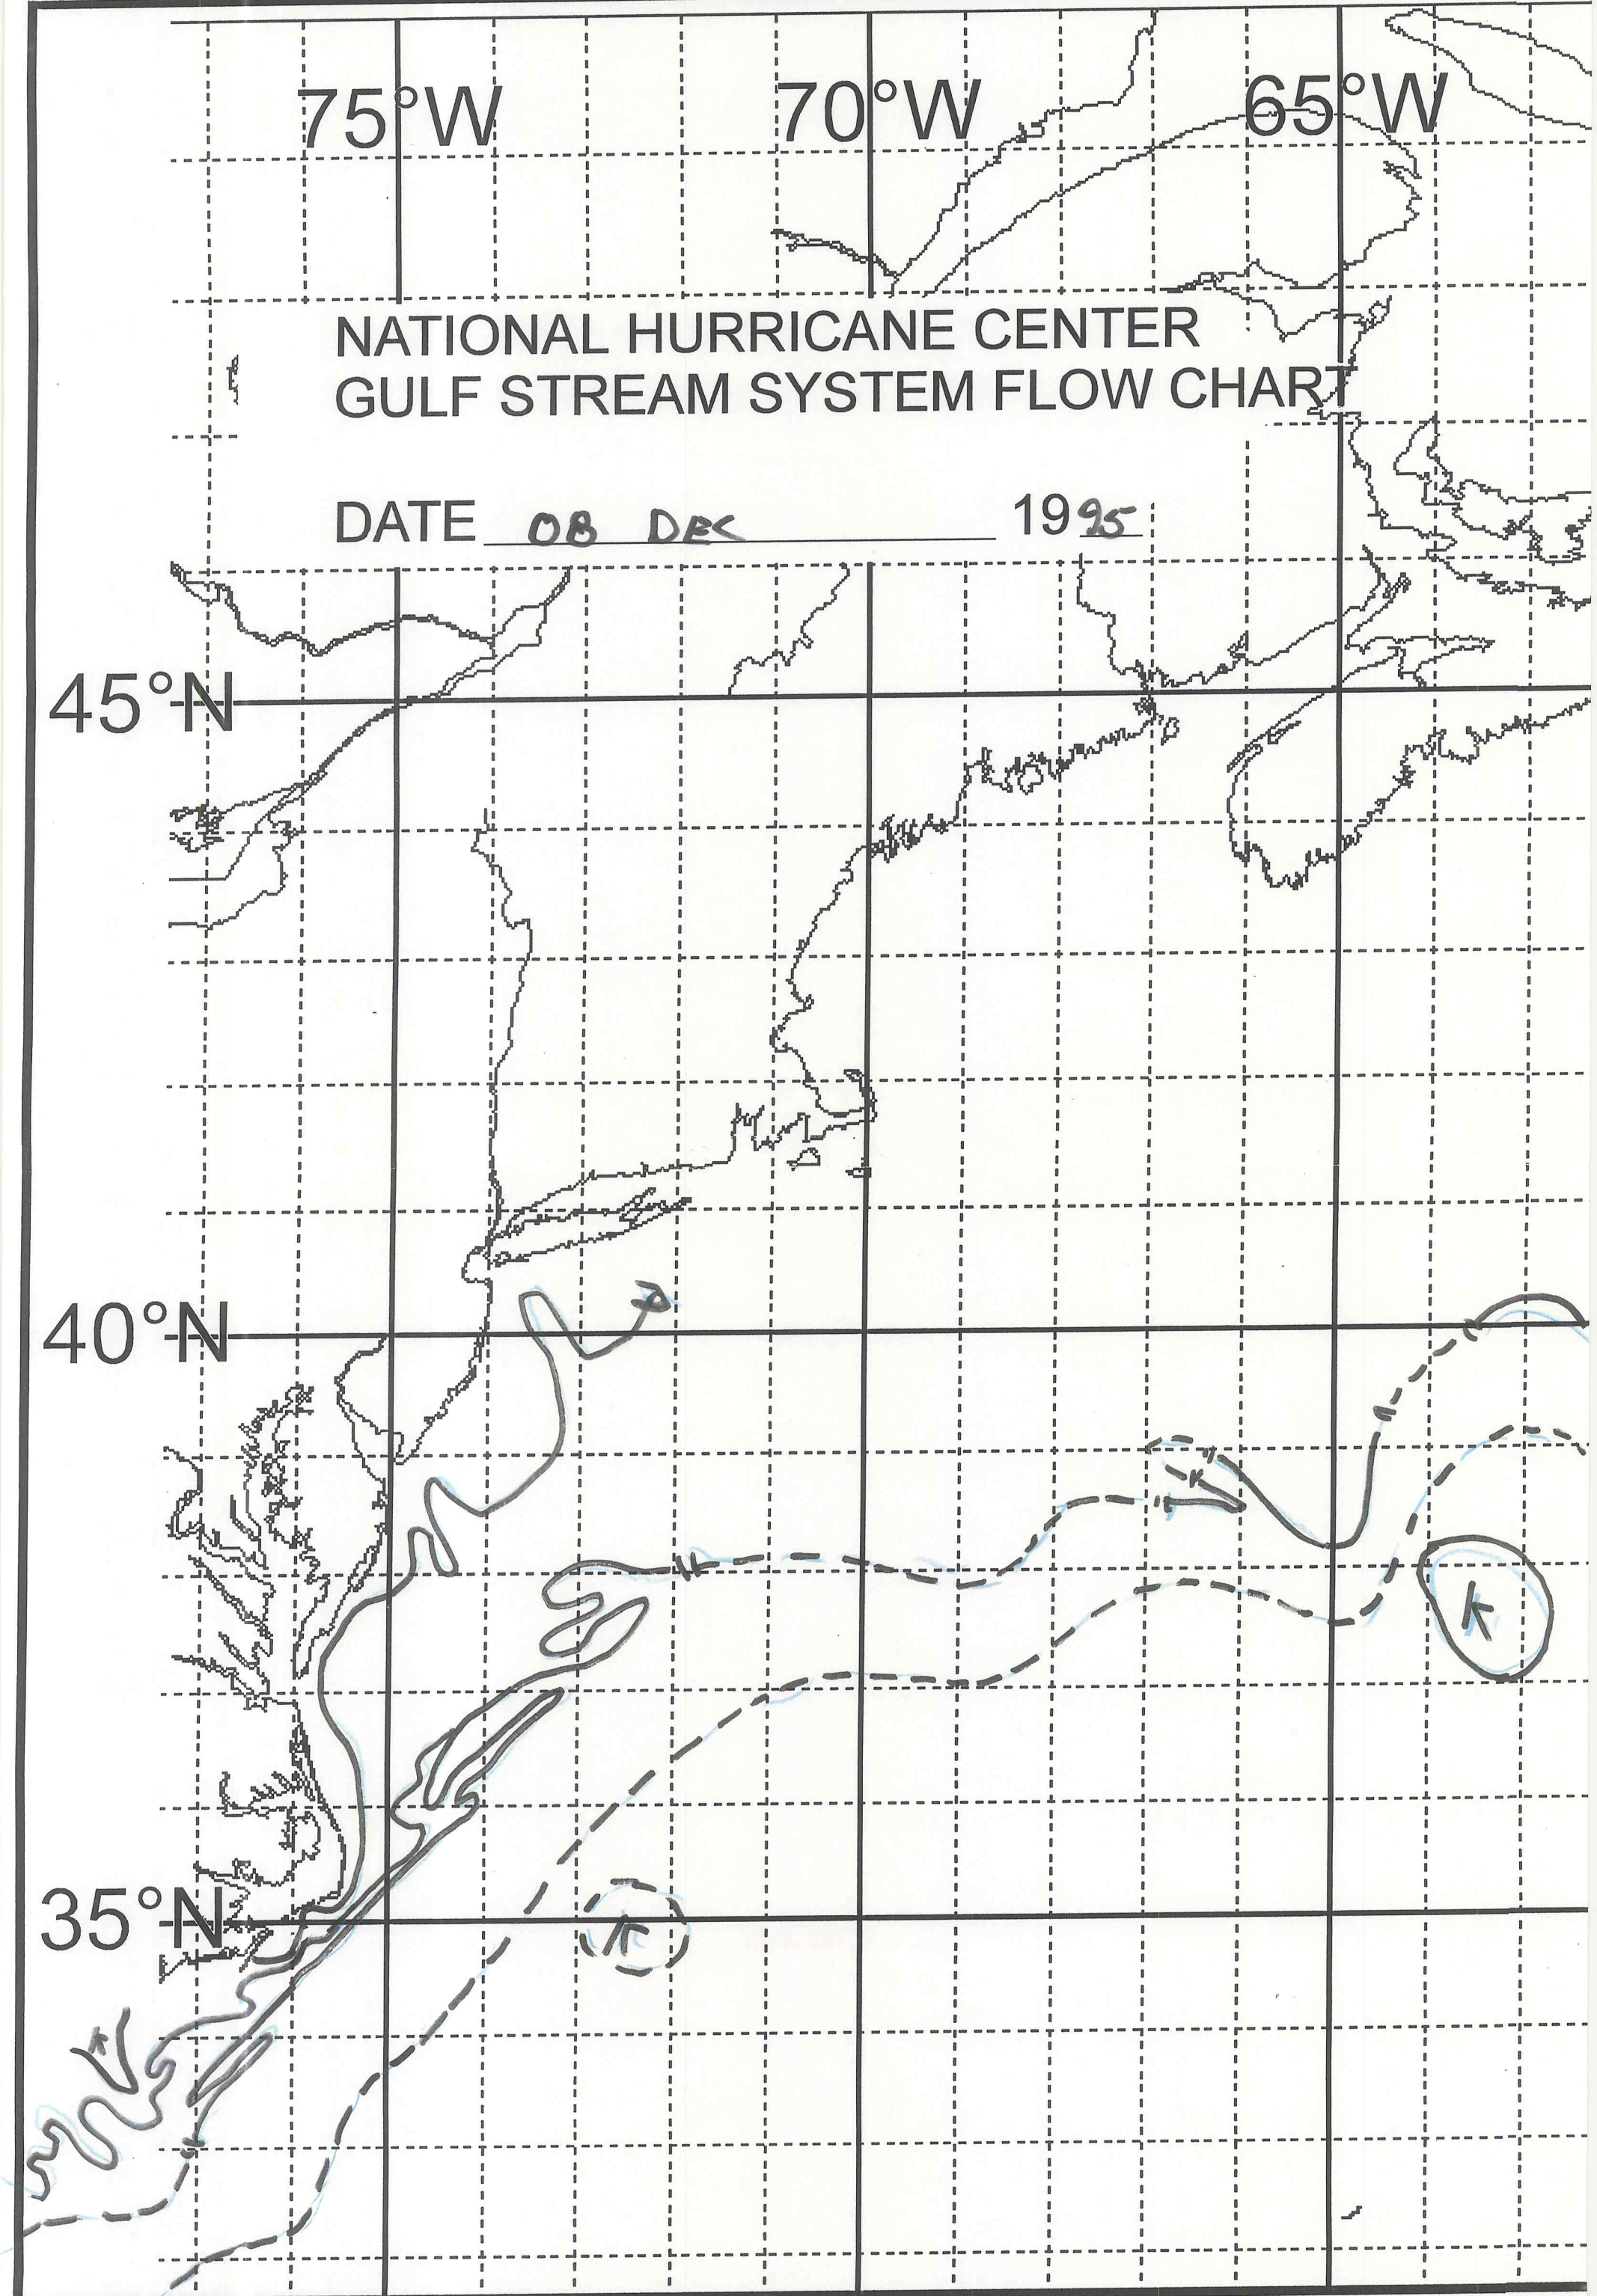 75°W 70°W 65°W
NATIONAL HURRICANE CENTER
GULF STREAM SYSTEM FLOW CHART
DATE 08 DEC 1995
45°N
40°N
35°N
K
K
K
K